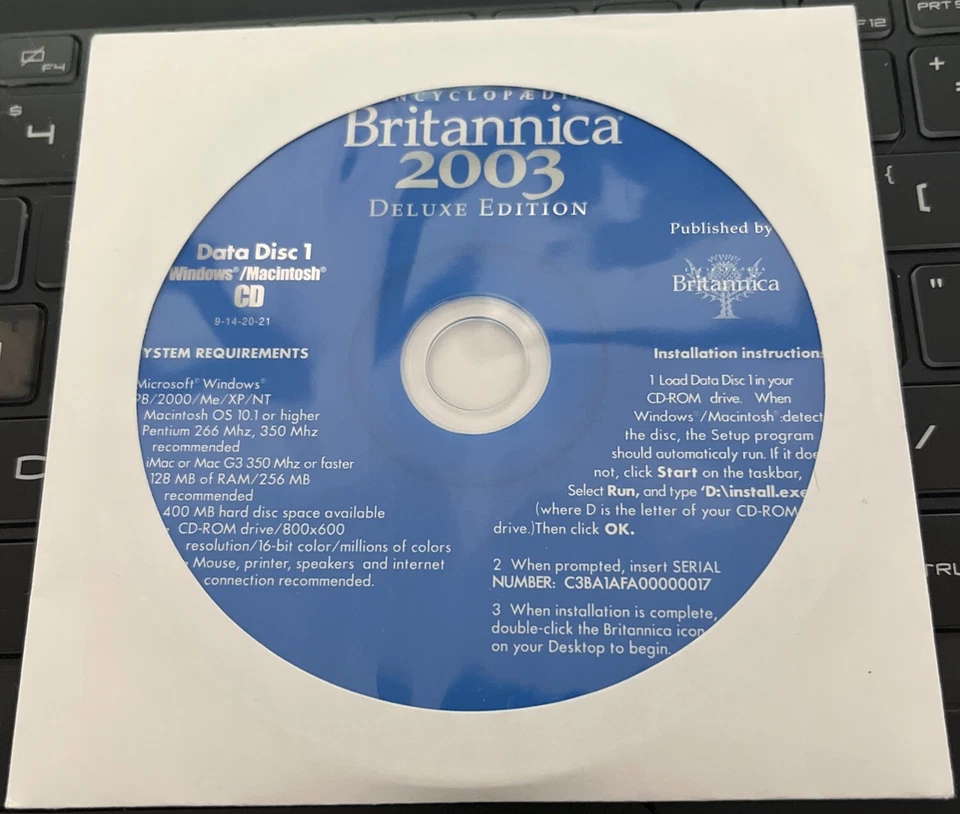 NCYCLOPÆDI
Britannica®
2003
DELUXE EDITION
Data Disc 1
Windows®/Macintosh®
CD
9-14-20-21
Published by
Britannica
YSTEM REQUIREMENTS
Microsoft® Windows®
98/2000/Me/XP/NT
Macintosh OS 10.1 or higher
Pentium 266 Mhz, 350 Mhz
recommended
iMac or Mac G3 350 Mhz or faster
128 MB of RAM/256 MB
recommended
400 MB hard disc space available
CD-ROM drive/800x600
resolution/16-bit color/millions of colors
Mouse, printer, speakers and internet
connection recommended.
Installation instruction
1 Load Data Disc 1 in your
CD-ROM drive. When
Windows®/Macintosh®:detect
the disc, the Setup program
should automaticaly run. If it doe
not, click Start on the taskbar,
Select Run, and type 'D:\install.exe
(where D is the letter of your CD-ROM
drive.)Then click OK.
2 When prompted, insert SERIAL
NUMBER: C3BA1AFA00000017
3 When installation is complete,
double-click the Britannica icon
on your Desktop to begin.
F4
$
4
F12
PRTS
+
=
{
[
"
/
TRL